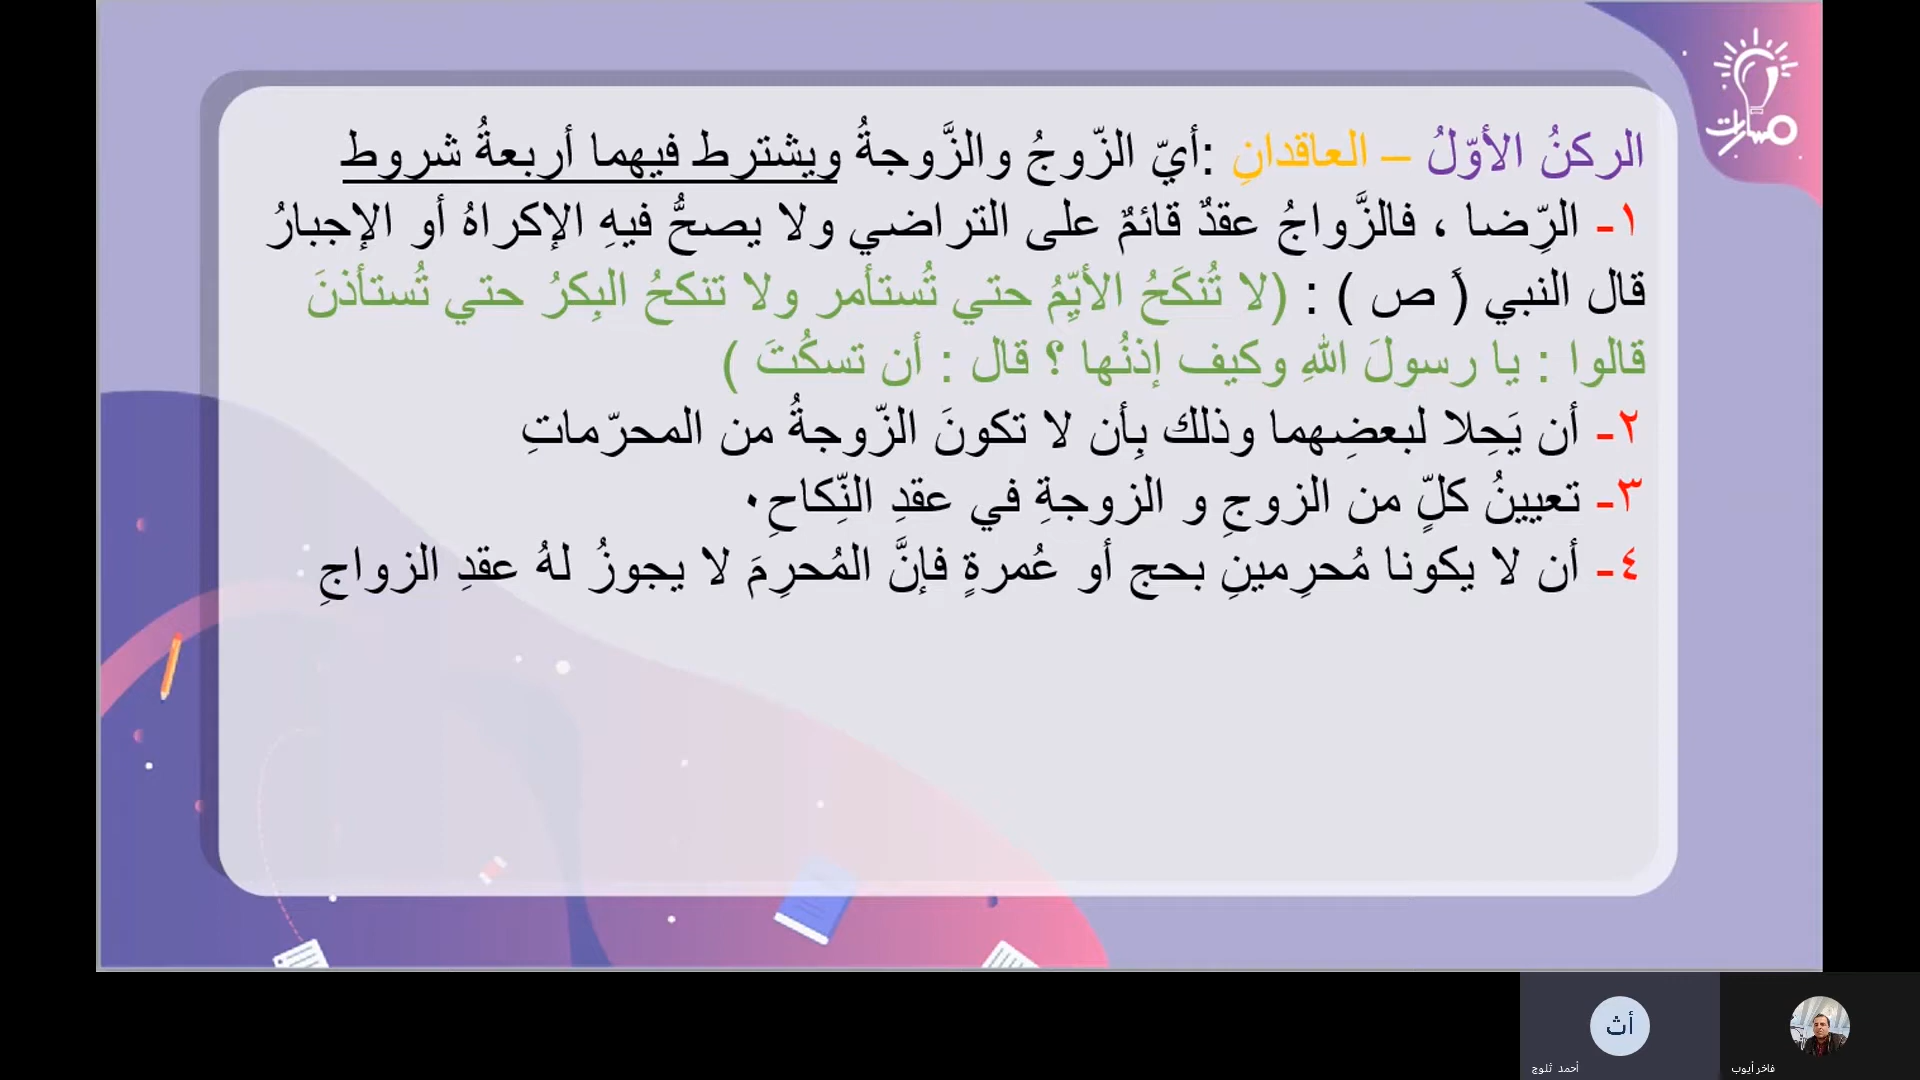 مسارات
الركنُ الأوّلُ – العاقدانِ :أيّ الزّوجُ والزَّوجةُ ويشترط فيهما أربعةُ شروط
١- الرِّضا ، فالزَّواجُ عقدٌ قائمٌ على التراضي ولا يصحُّ فيهِ الإكراهُ أو الإجبارُ
قال النبي ( ص ) : (لا تُنكَحُ الأيِّمُ حتي تُستأمر ولا تنكحُ البِكرُ حتي تُستأذنَ
قالوا : يا رسولَ اللهِ وكيف إذنُها ؟ قال : أن تسكُتَ )
٢- أن يَحِلا لبعضِهما وذلك بِأن لا تكونَ الزّوجةُ من المحرّماتِ
٣- تعيينُ كلٍّ من الزوجِ و الزوجةِ في عقدِ النِّكاحِ٠
٤- أن لا يكونا مُحرِمينِ بحج أو عُمرةٍ فإنَّ المُحرِمَ لا يجوزُ لهُ عقدِ الزواجِ
أث
أحمد ثلوج
فاخر أيوب